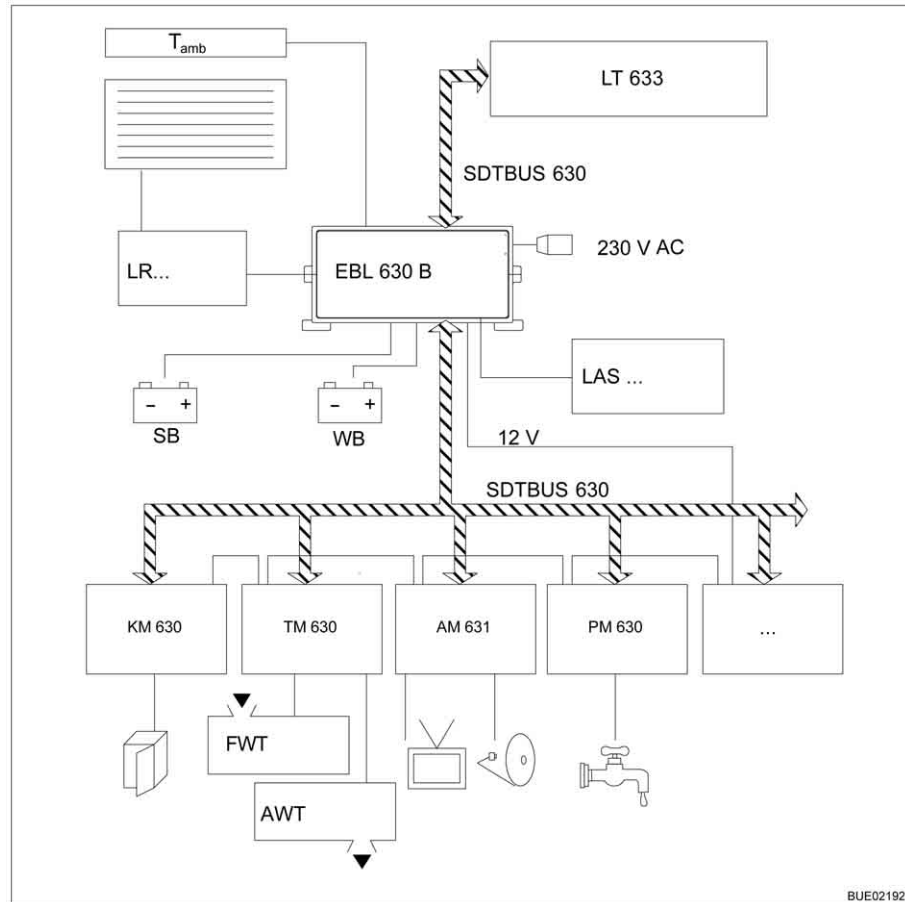 Tamb
LT 633
SDTBUS 630
LR...
EBL 630 B
230 V AC
LAS ...
− +
SB
− +
WB
12 V
SDTBUS 630
KM 630
TM 630
AM 631
PM 630
...
FWT
AWT
BUE02192